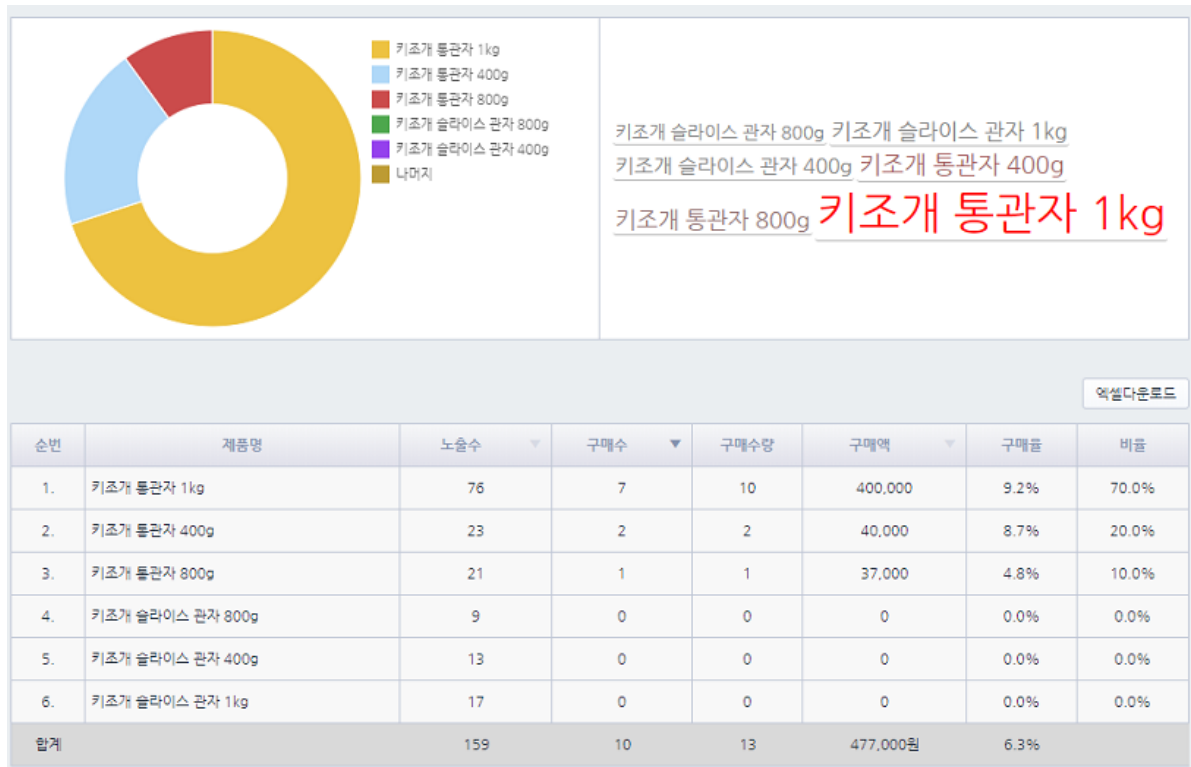 키조개 통관자 1kg
키조개 통관자 400g
키조개 통관자 800g
키조개 슬라이스 관자 800g
키조개 슬라이스 관자 400g
나머지
키조개 슬라이스 관자 800g 키조개 슬라이스 관자 1kg
키조개 슬라이스 관자 400g 키조개 통관자 400g
키조개 통관자 800g 키조개 통관자 1kg
엑셀다운로드
순번 제품명 노출수 구매수 구매수량 구매액 구매율 비율
1. 키조개 통관자 1kg 76 7 10 400,000 9.2% 70.0%
2. 키조개 통관자 400g 23 2 2 40,000 8.7% 20.0%
3. 키조개 통관자 800g 21 1 1 37,000 4.8% 10.0%
4. 키조개 슬라이스 관자 800g 9 0 0 0 0.0% 0.0%
5. 키조개 슬라이스 관자 400g 13 0 0 0 0.0% 0.0%
6. 키조개 슬라이스 관자 1kg 17 0 0 0 0.0% 0.0%
합계 159 10 13 477,000원 6.3%